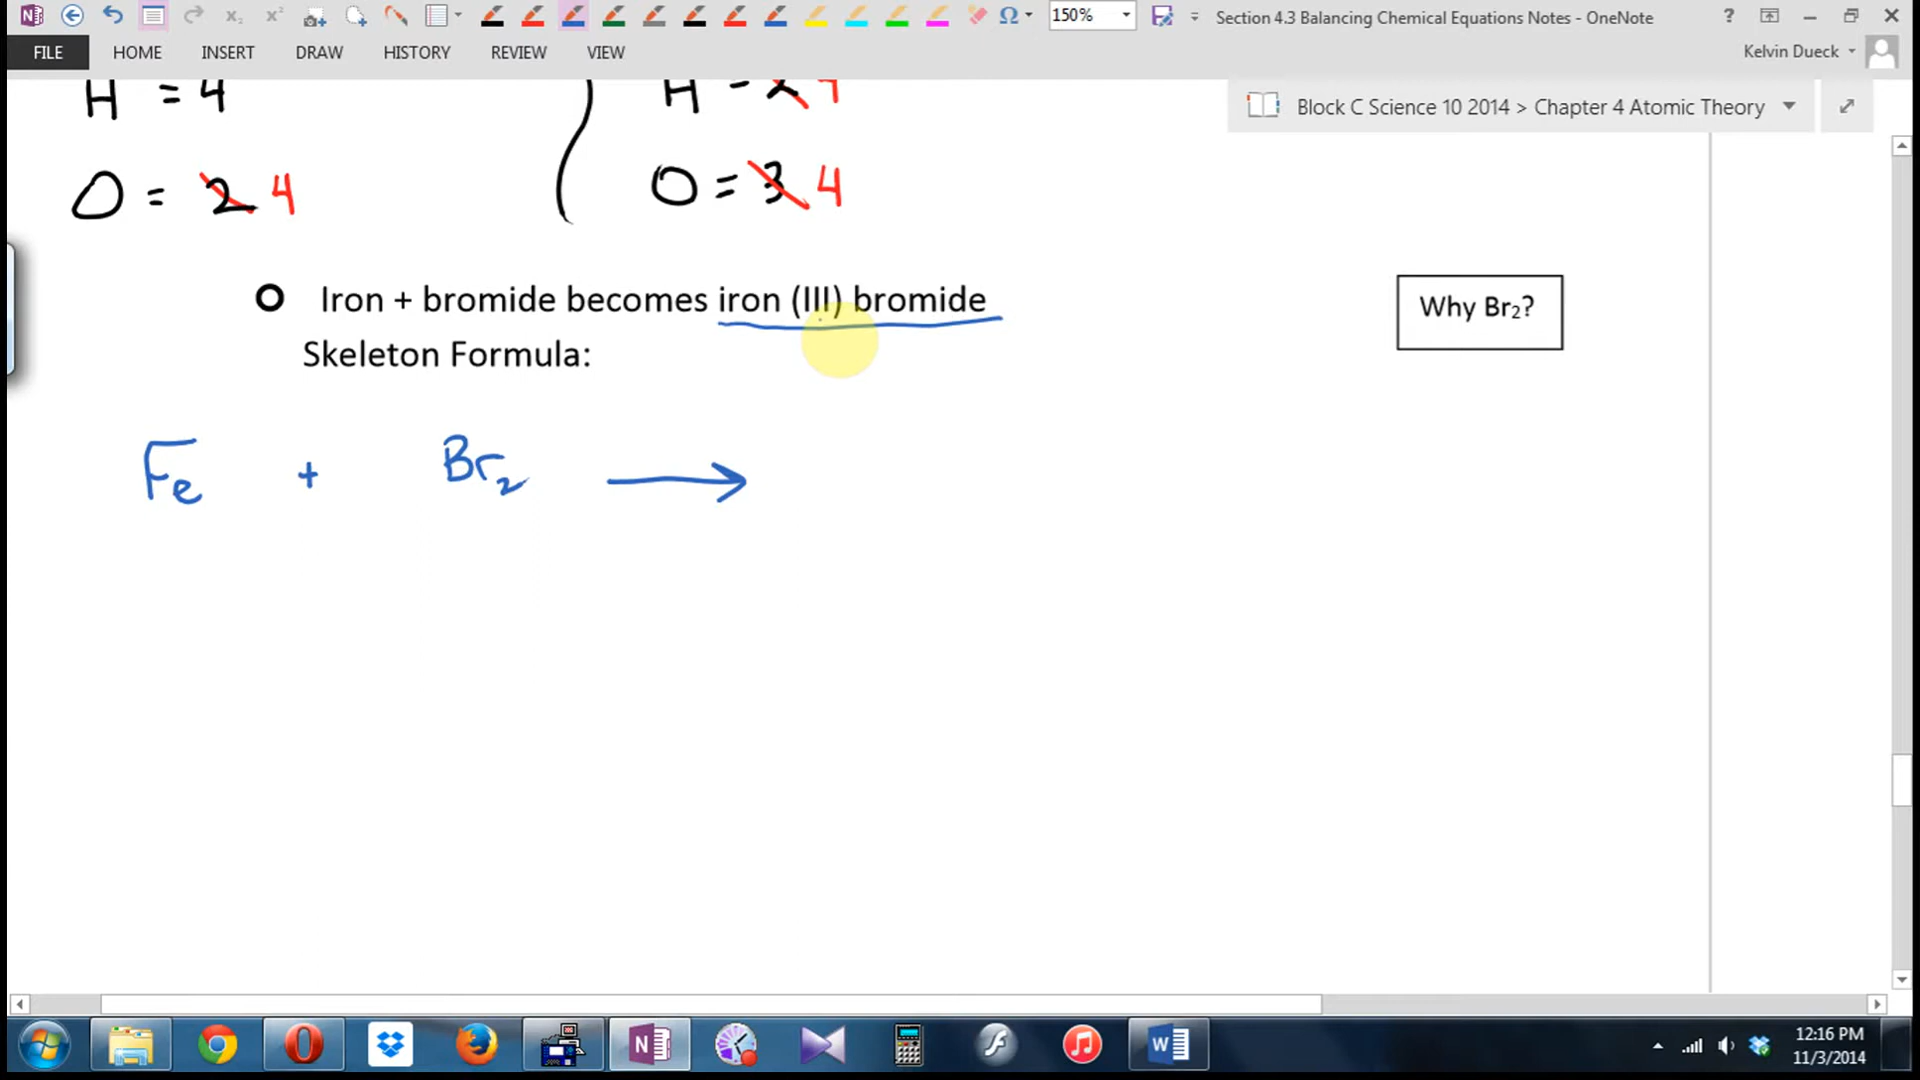 150%
Section 4.3 Balancing Chemical Equations Notes - OneNote
FILE HOME INSERT DRAW HISTORY REVIEW VIEW
Kelvin Dueck
Block C Science 10 2014 > Chapter 4 Atomic Theory
H = 4
H - 2 4
O = 2 4
O = 3 4
Iron + bromide becomes iron (III) bromide
Why Br₂?
Skeleton Formula:
Fe + Br₂ →
12:16 PM
11/3/2014